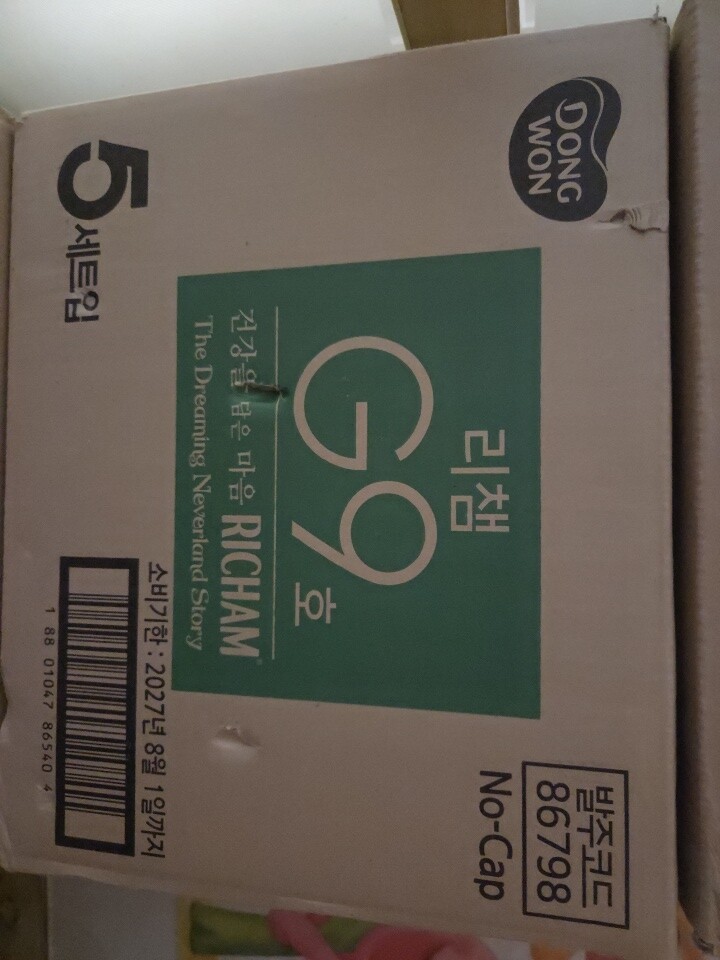 DONG
WON
발주코드
86798
No-Cap
리챔
G9호
건강을 담은 마음 RICHAM®
The Dreaming Neverland Story
5세트입
소비기한 : 2027년 8월 1일까지
1 88 01047 86540 4